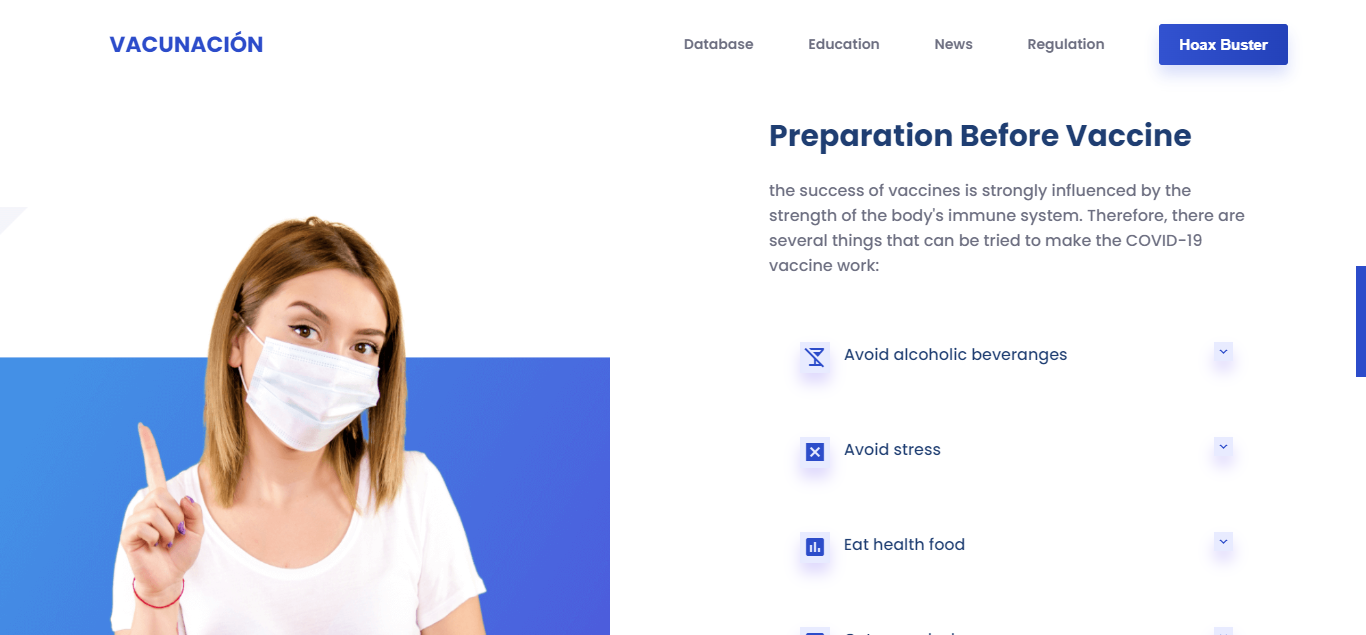 VACUNACIÓN
Database
Education
News
Regulation
Hoax Buster
Preparation Before Vaccine
the success of vaccines is strongly influenced by the
strength of the body's immune system. Therefore, there are
several things that can be tried to make the COVID-19
vaccine work:
Avoid alcoholic beveranges
Avoid stress
Eat health food